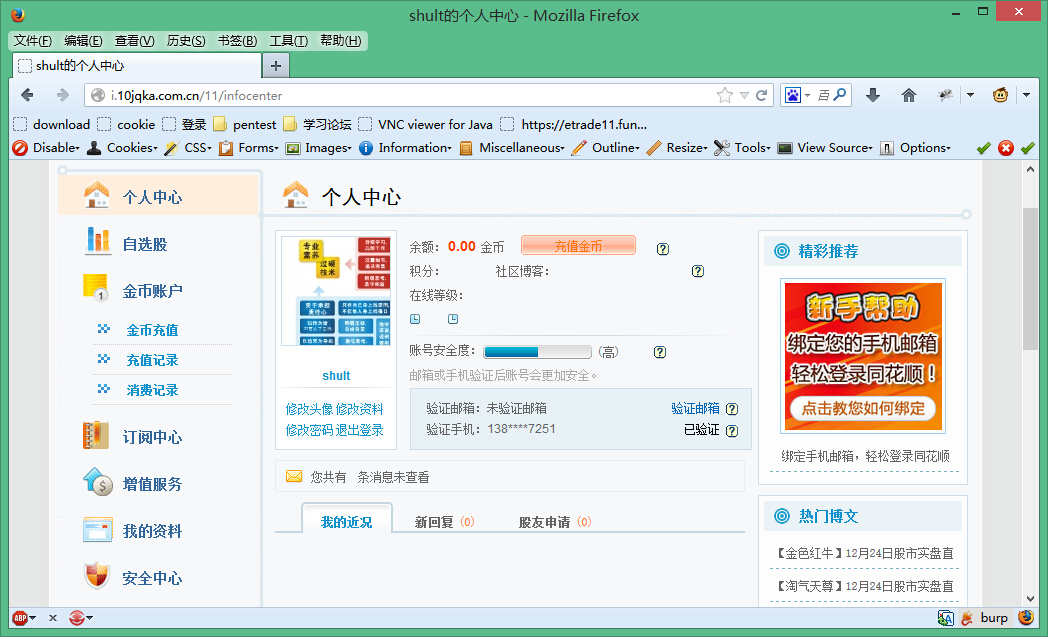 shult的个人中心 - Mozilla Firefox
文件(F) 编辑(E) 查看(V) 历史(S) 书签(B) 工具(T) 帮助(H)
shult的个人中心
i.10jqka.com.cn/11/infocenter
百
download cookie 登录 pentest 学习论坛 VNC viewer for Java https://etrade11.fun...
Disable Cookies CSS Forms Images Information Miscellaneous Outline Resize Tools View Source Options
个人中心
自选股
金币账户
金币充值
充值记录
消费记录
订阅中心
增值服务
我的资料
安全中心
个人中心
专业素养
过硬技术
shult
修改头像 修改资料
修改密码 退出登录
余额: 0.00 金币 充值金币
积分: 社区博客:
在线等级:
账号安全度: (高)
邮箱或手机验证后账号会更加安全。
验证邮箱: 未验证邮箱 验证邮箱
验证手机: 138****7251 已验证
您共有 条消息未查看
我的近况 新回复 (0) 股友申请 (0)
精彩推荐
新手帮助
绑定您的手机邮箱
轻松登录同花顺!
点击教您如何绑定
绑定手机邮箱，轻松登录同花顺
热门博文
【金色红牛】12月24日股市实盘直
【淘气天尊】12月24日股市实盘直
ABP
burp